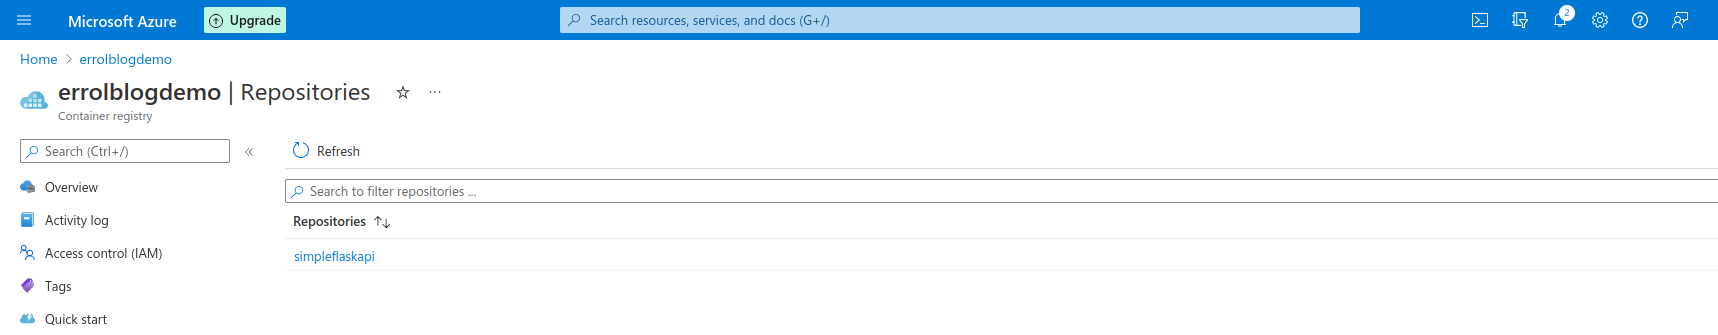 Microsoft Azure
Upgrade
Search resources, services, and docs (G+/)
2
Home > errolblogdemo
errolblogdemo | Repositories ☆ ...
Container registry
Search (Ctrl+/)
«
Refresh
Overview
Search to filter repositories ...
Activity log
Repositories ↑↓
Access control (IAM)
simpleflaskapi
Tags
Quick start